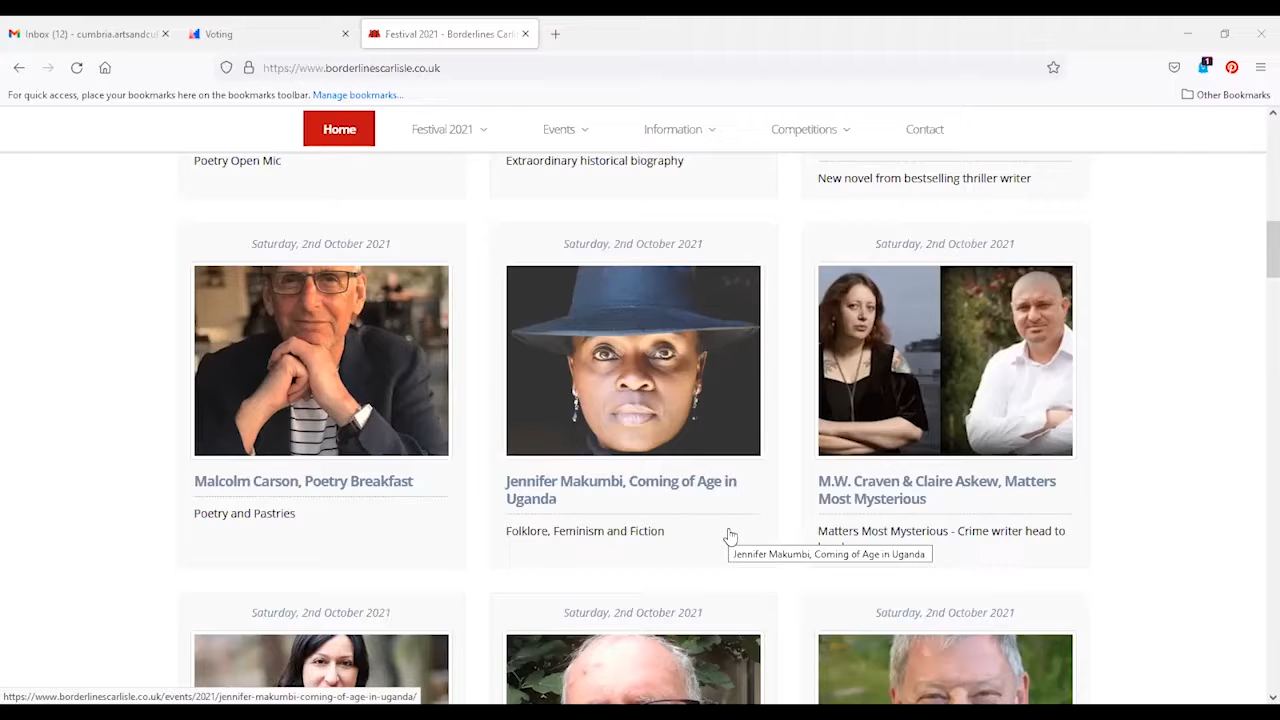 Inbox (12) - cumbria.artsandcul
Voting
Festival 2021 - Borderlines Carli
https://www.borderlinescarlisle.co.uk
1
For quick access, place your bookmarks here on the bookmarks toolbar. Manage bookmarks...
Other Bookmarks
Home
Festival 2021
Events
Information
Competitions
Contact
Poetry Open Mic
Extraordinary historical biography
New novel from bestselling thriller writer
Saturday, 2nd October 2021
Saturday, 2nd October 2021
Saturday, 2nd October 2021
Malcolm Carson, Poetry Breakfast
Poetry and Pastries
Jennifer Makumbi, Coming of Age in
Uganda
Folklore, Feminism and Fiction
M.W. Craven & Claire Askew, Matters
Most Mysterious
Matters Most Mysterious - Crime writer head to
Jennifer Makumbi, Coming of Age in Uganda
Saturday, 2nd October 2021
Saturday, 2nd October 2021
Saturday, 2nd October 2021
https://www.borderlinescarlisle.co.uk/events/2021/jennifer-makumbi-coming-of-age-in-uganda/